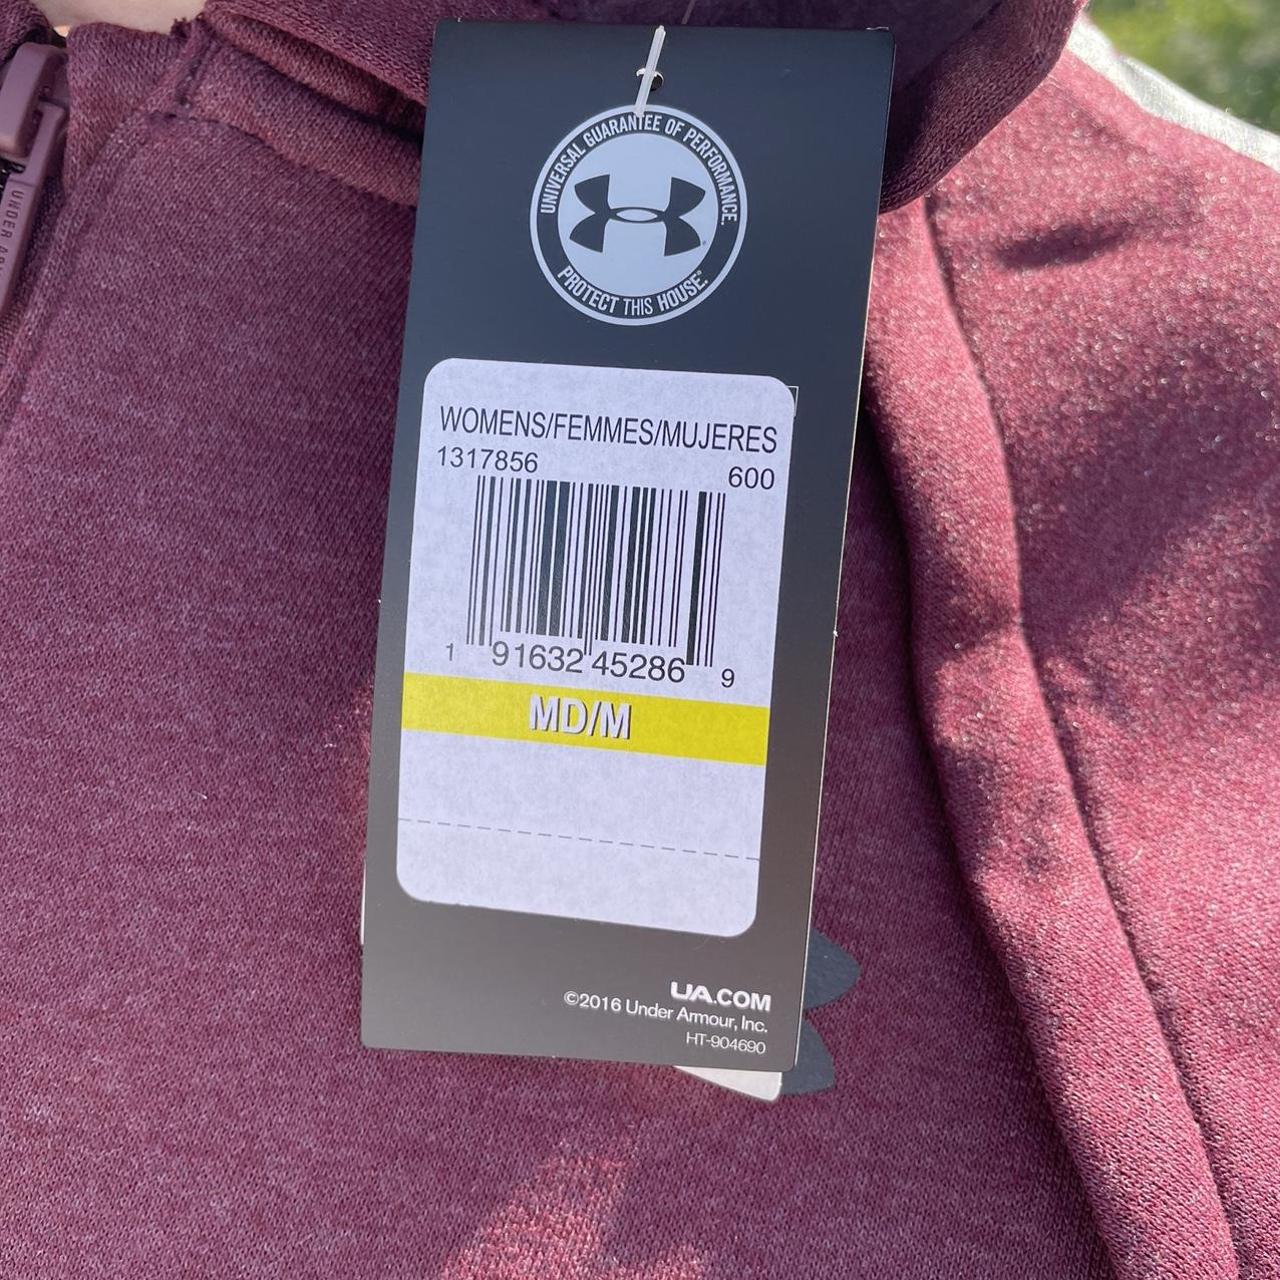 UNDER
UNIVERSAL GUARANTEE OF PERFORMANCE.
PROTECT THIS HOUSE.®
WOMENS/FEMMES/MUJERES
1317856 600
1 91632 45286 9
MD/M
UA.COM
©2016 Under Armour, Inc.
HT-904690